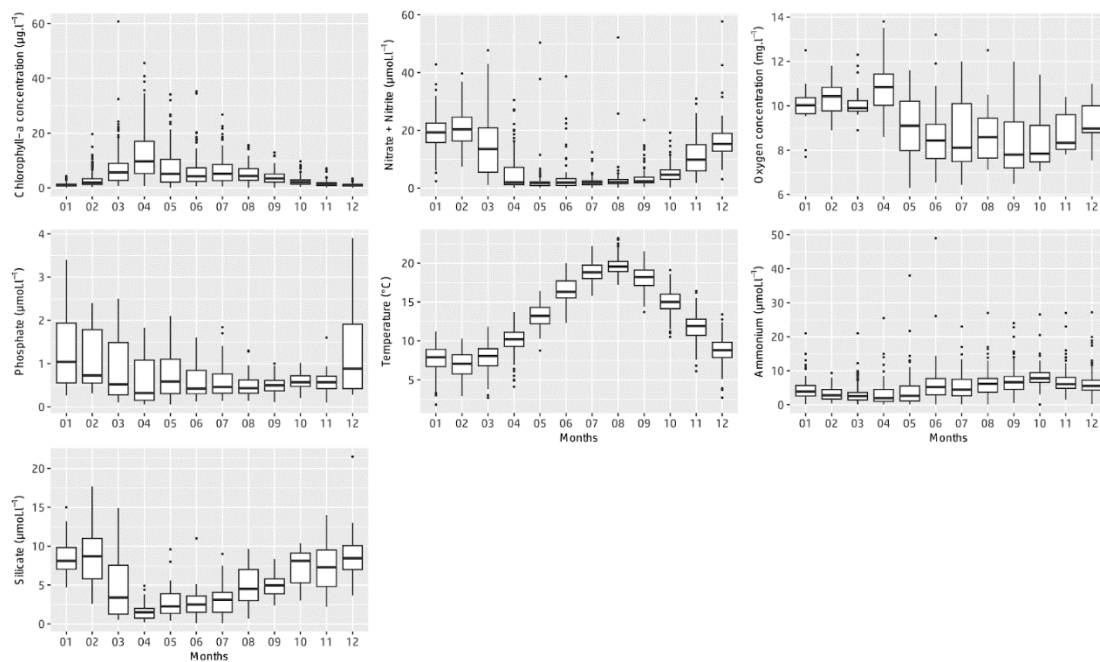 Chlorophyll-a concentration (µg.l⁻¹)
60
40
20
0
01 02 03 04 05 06 07 08 09 10 11 12
Nitrate + Nitrite (µmol.l⁻¹)
60
40
20
0
01 02 03 04 05 06 07 08 09 10 11 12
Oxygen concentration (mg.l⁻¹)
14
12
10
8
6
01 02 03 04 05 06 07 08 09 10 11 12
Phosphate (µmol.l⁻¹)
4
3
2
1
0
01 02 03 04 05 06 07 08 09 10 11 12
Temperature (°C)
20
15
10
5
01 02 03 04 05 06 07 08 09 10 11 12
Months
Ammonium (µmol.l⁻¹)
50
40
30
20
10
0
01 02 03 04 05 06 07 08 09 10 11 12
Months
Silicate (µmol.l⁻¹)
20
15
10
5
0
01 02 03 04 05 06 07 08 09 10 11 12
Months